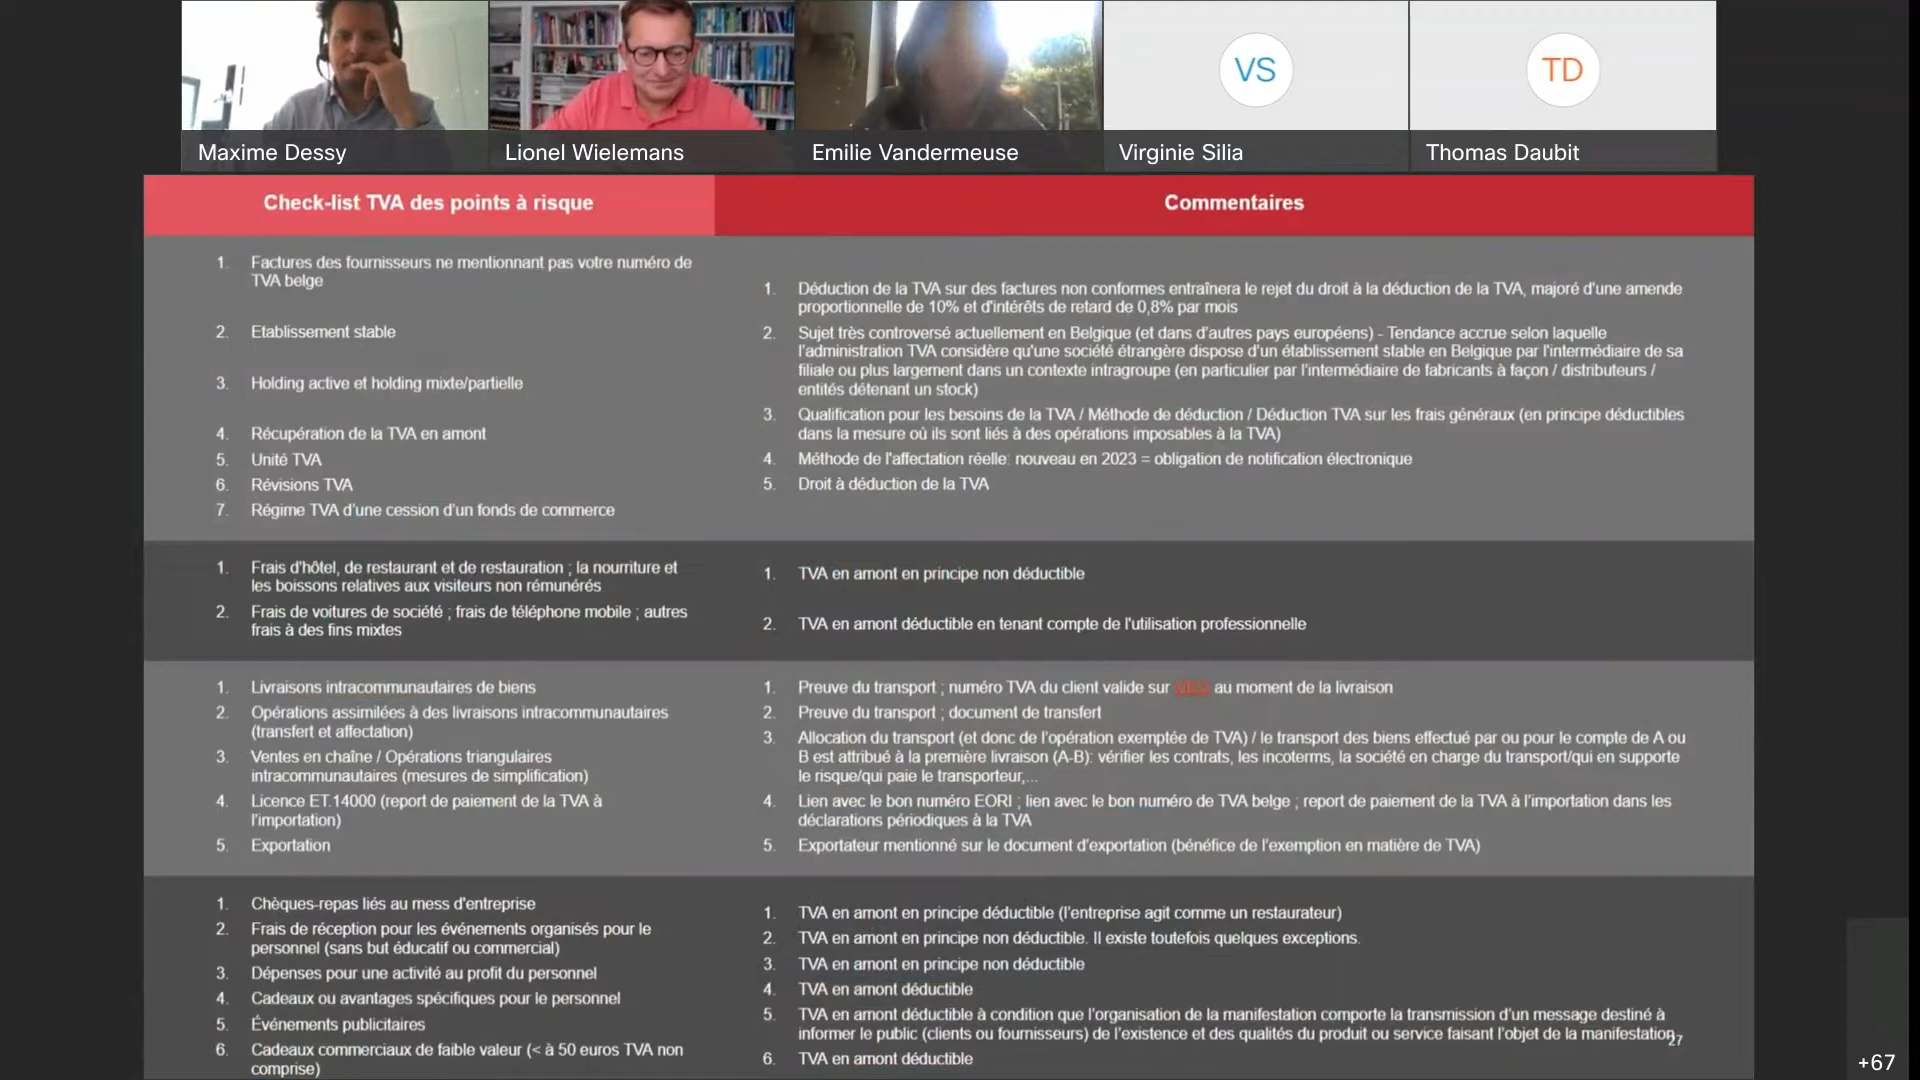 VS
TD
Maxime Dessy
Lionel Wielemans
Emilie Vandermeuse
Virginie Silia
Thomas Daubit
Check-list TVA des points à risque
Commentaires
1. Factures des fournisseurs ne mentionnant pas votre numéro de
TVA belge
2. Etablissement stable
3. Holding active et holding mixte/partielle
4. Récupération de la TVA en amont
5. Unité TVA
6. Révisions TVA
7. Régime TVA d'une cession d'un fonds de commerce
1. Déduction de la TVA sur des factures non conformes entraînera le rejet du droit à la déduction de la TVA, majoré d'une amende
proportionnelle de 10% et d'intérêts de retard de 0,8% par mois
2. Sujet très controversé actuellement en Belgique (et dans d'autres pays européens) - Tendance accrue selon laquelle
l'administration TVA considère qu'une société étrangère dispose d'un établissement stable en Belgique par l'intermédiaire de sa
filiale ou plus largement dans un contexte intragroupe (en particulier par l'intermédiaire de fabricants à façon / distributeurs /
entités détenant un stock)
3. Qualification pour les besoins de la TVA / Méthode de déduction / Déduction TVA sur les frais généraux (en principe déductibles
dans la mesure où ils sont liés à des opérations imposables à la TVA)
4. Méthode de l'affectation réelle: nouveau en 2023 = obligation de notification électronique
5. Droit à déduction de la TVA
1. Frais d'hôtel, de restaurant et de restauration ; la nourriture et
les boissons relatives aux visiteurs non rémunérés
2. Frais de voitures de société ; frais de téléphone mobile ; autres
frais à des fins mixtes
1. TVA en amont en principe non déductible
2. TVA en amont déductible en tenant compte de l'utilisation professionnelle
1. Livraisons intracommunautaires de biens
2. Opérations assimilées à des livraisons intracommunautaires
(transfert et affectation)
3. Ventes en chaîne / Opérations triangulaires
intracommunautaires (mesures de simplification)
4. Licence ET.14000 (report de paiement de la TVA à
l'importation)
5. Exportation
1. Preuve du transport ; numéro TVA du client valide sur au moment de la livraison
2. Preuve du transport ; document de transfert
3. Allocation du transport (et donc de l'opération exemptée de TVA) / le transport des biens effectué par ou pour le compte de A ou
B est attribué à la première livraison (A-B): vérifier les contrats, les incoterms, la société en charge du transport/qui en supporte
le risque/qui paie le transporteur,...
4. Lien avec le bon numéro EORI ; lien avec le bon numéro de TVA belge ; report de paiement de la TVA à l'importation dans les
déclarations périodiques à la TVA
5. Exportateur mentionné sur le document d'exportation (bénéfice de l'exemption en matière de TVA)
1. Chèques-repas liés au mess d'entreprise
2. Frais de réception pour les événements organisés pour le
personnel (sans but éducatif ou commercial)
3. Dépenses pour une activité au profit du personnel
4. Cadeaux ou avantages spécifiques pour le personnel
5. Événements publicitaires
6. Cadeaux commerciaux de faible valeur (< à 50 euros TVA non
comprise)
1. TVA en amont en principe déductible (l'entreprise agit comme un restaurateur)
2. TVA en amont en principe non déductible. Il existe toutefois quelques exceptions.
3. TVA en amont en principe non déductible
4. TVA en amont déductible
5. TVA en amont déductible à condition que l'organisation de la manifestation comporte la transmission d'un message destiné à
informer le public (clients ou fournisseurs) de l'existence et des qualités du produit ou service faisant l'objet de la manifestation
6. TVA en amont déductible
27
+67